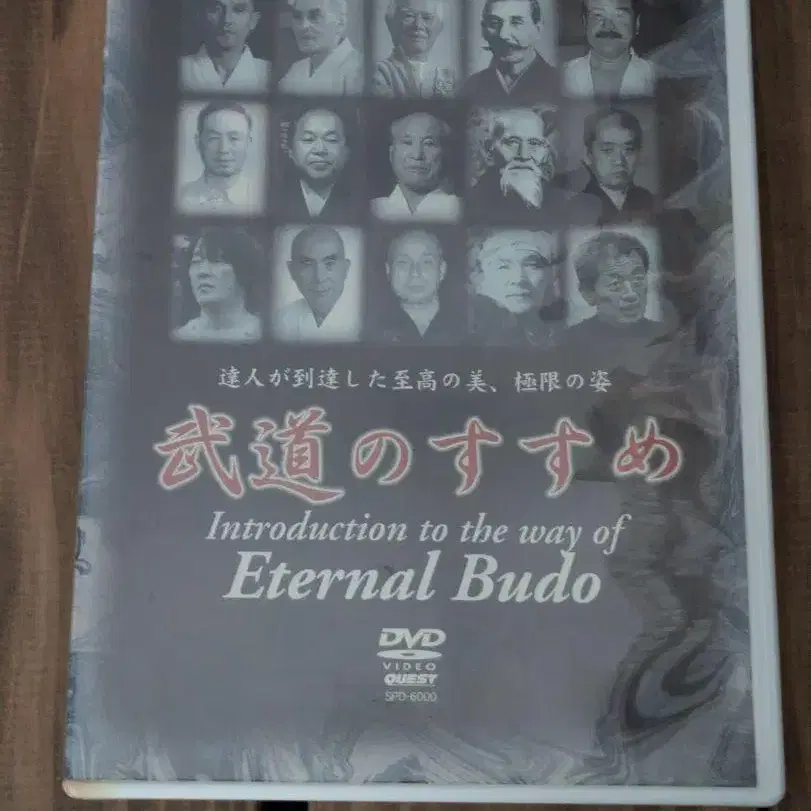 達人が到達した至高の美、極限の姿
武道のすすめ
Introduction to the way of
Eternal Budo
DVD
VIDEO
QUEST
SPD-6000